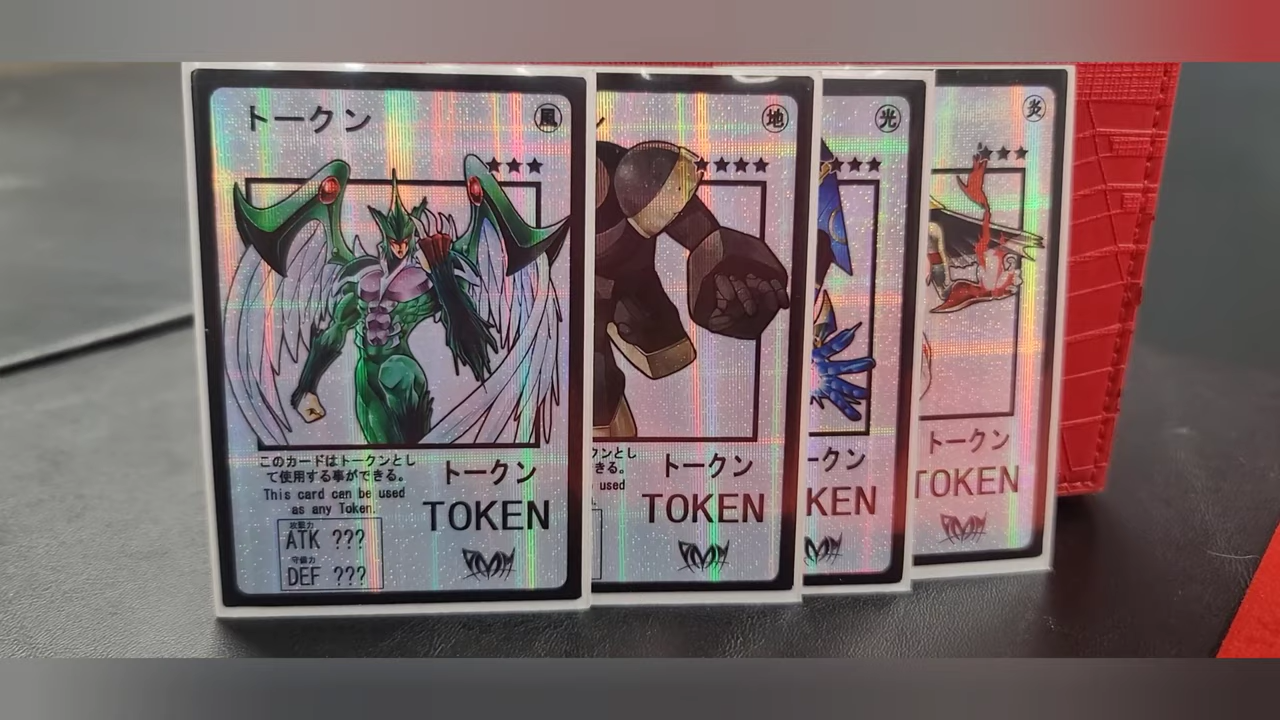 トークン
風
このカードはトークンとし
て使用する事ができる。
This card can be used
as any Token.
攻撃力
ATK ???
守備力
DEF ???
トークン
TOKEN
ン
地
クンとし
きる。
used
トークン
TOKEN
光
ークン
KEN
炎
トークン
TOKEN